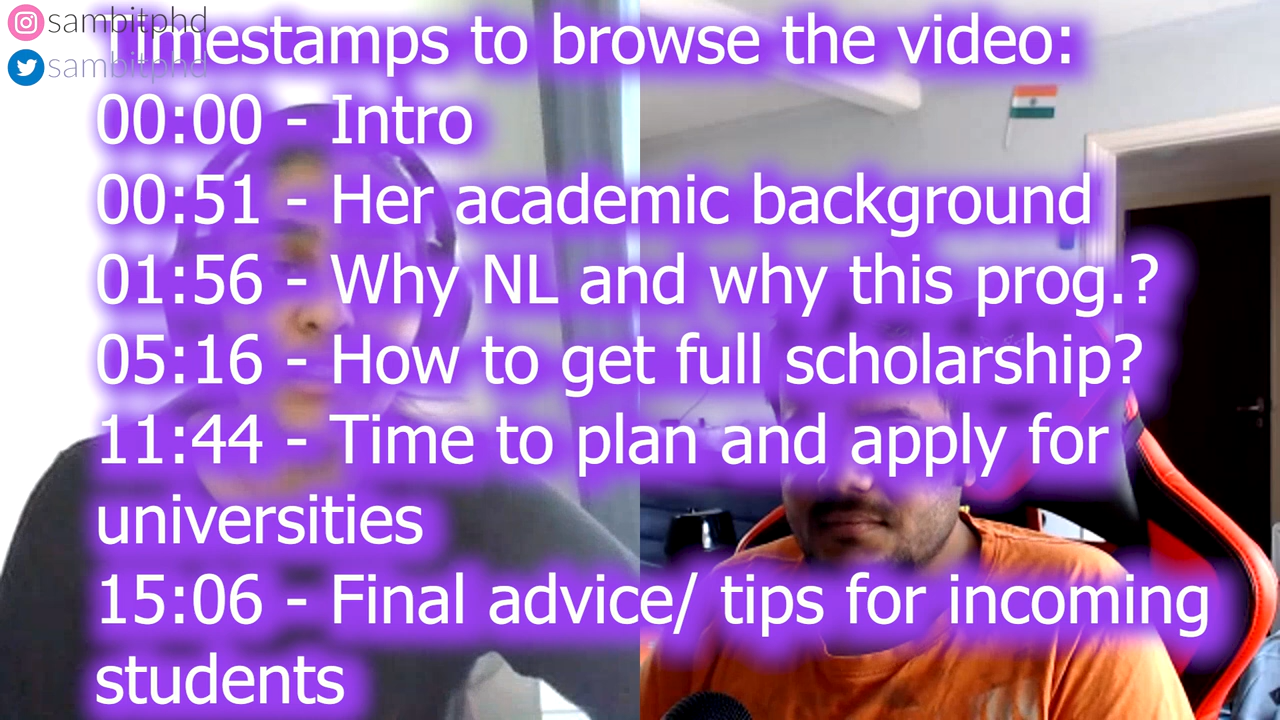 sambitphd
sambitphd
Timestamps to browse the video:
00:00 - Intro
00:51 - Her academic background
01:56 - Why NL and why this prog.?
05:16 - How to get full scholarship?
11:44 - Time to plan and apply for
universities
15:06 - Final advice/ tips for incoming
students